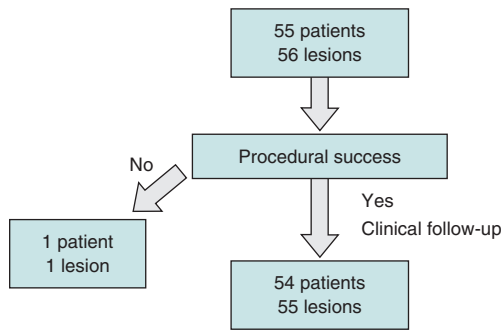 55 patients
56 lesions
Procedural success
No
Yes
Clinical follow-up
1 patient
1 lesion
54 patients
55 lesions